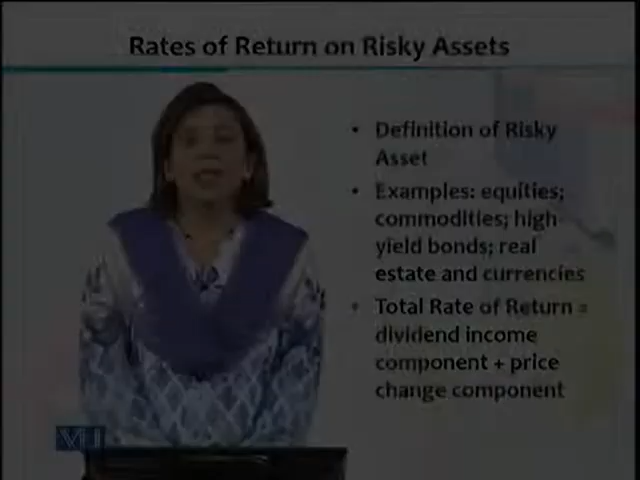 Rates of Return on Risky Assets
• Definition of Risky
Asset
• Examples: equities;
commodities; high-
yield bonds; real
estate and currencies
• Total Rate of Return =
dividend income
component + price
change component
VU